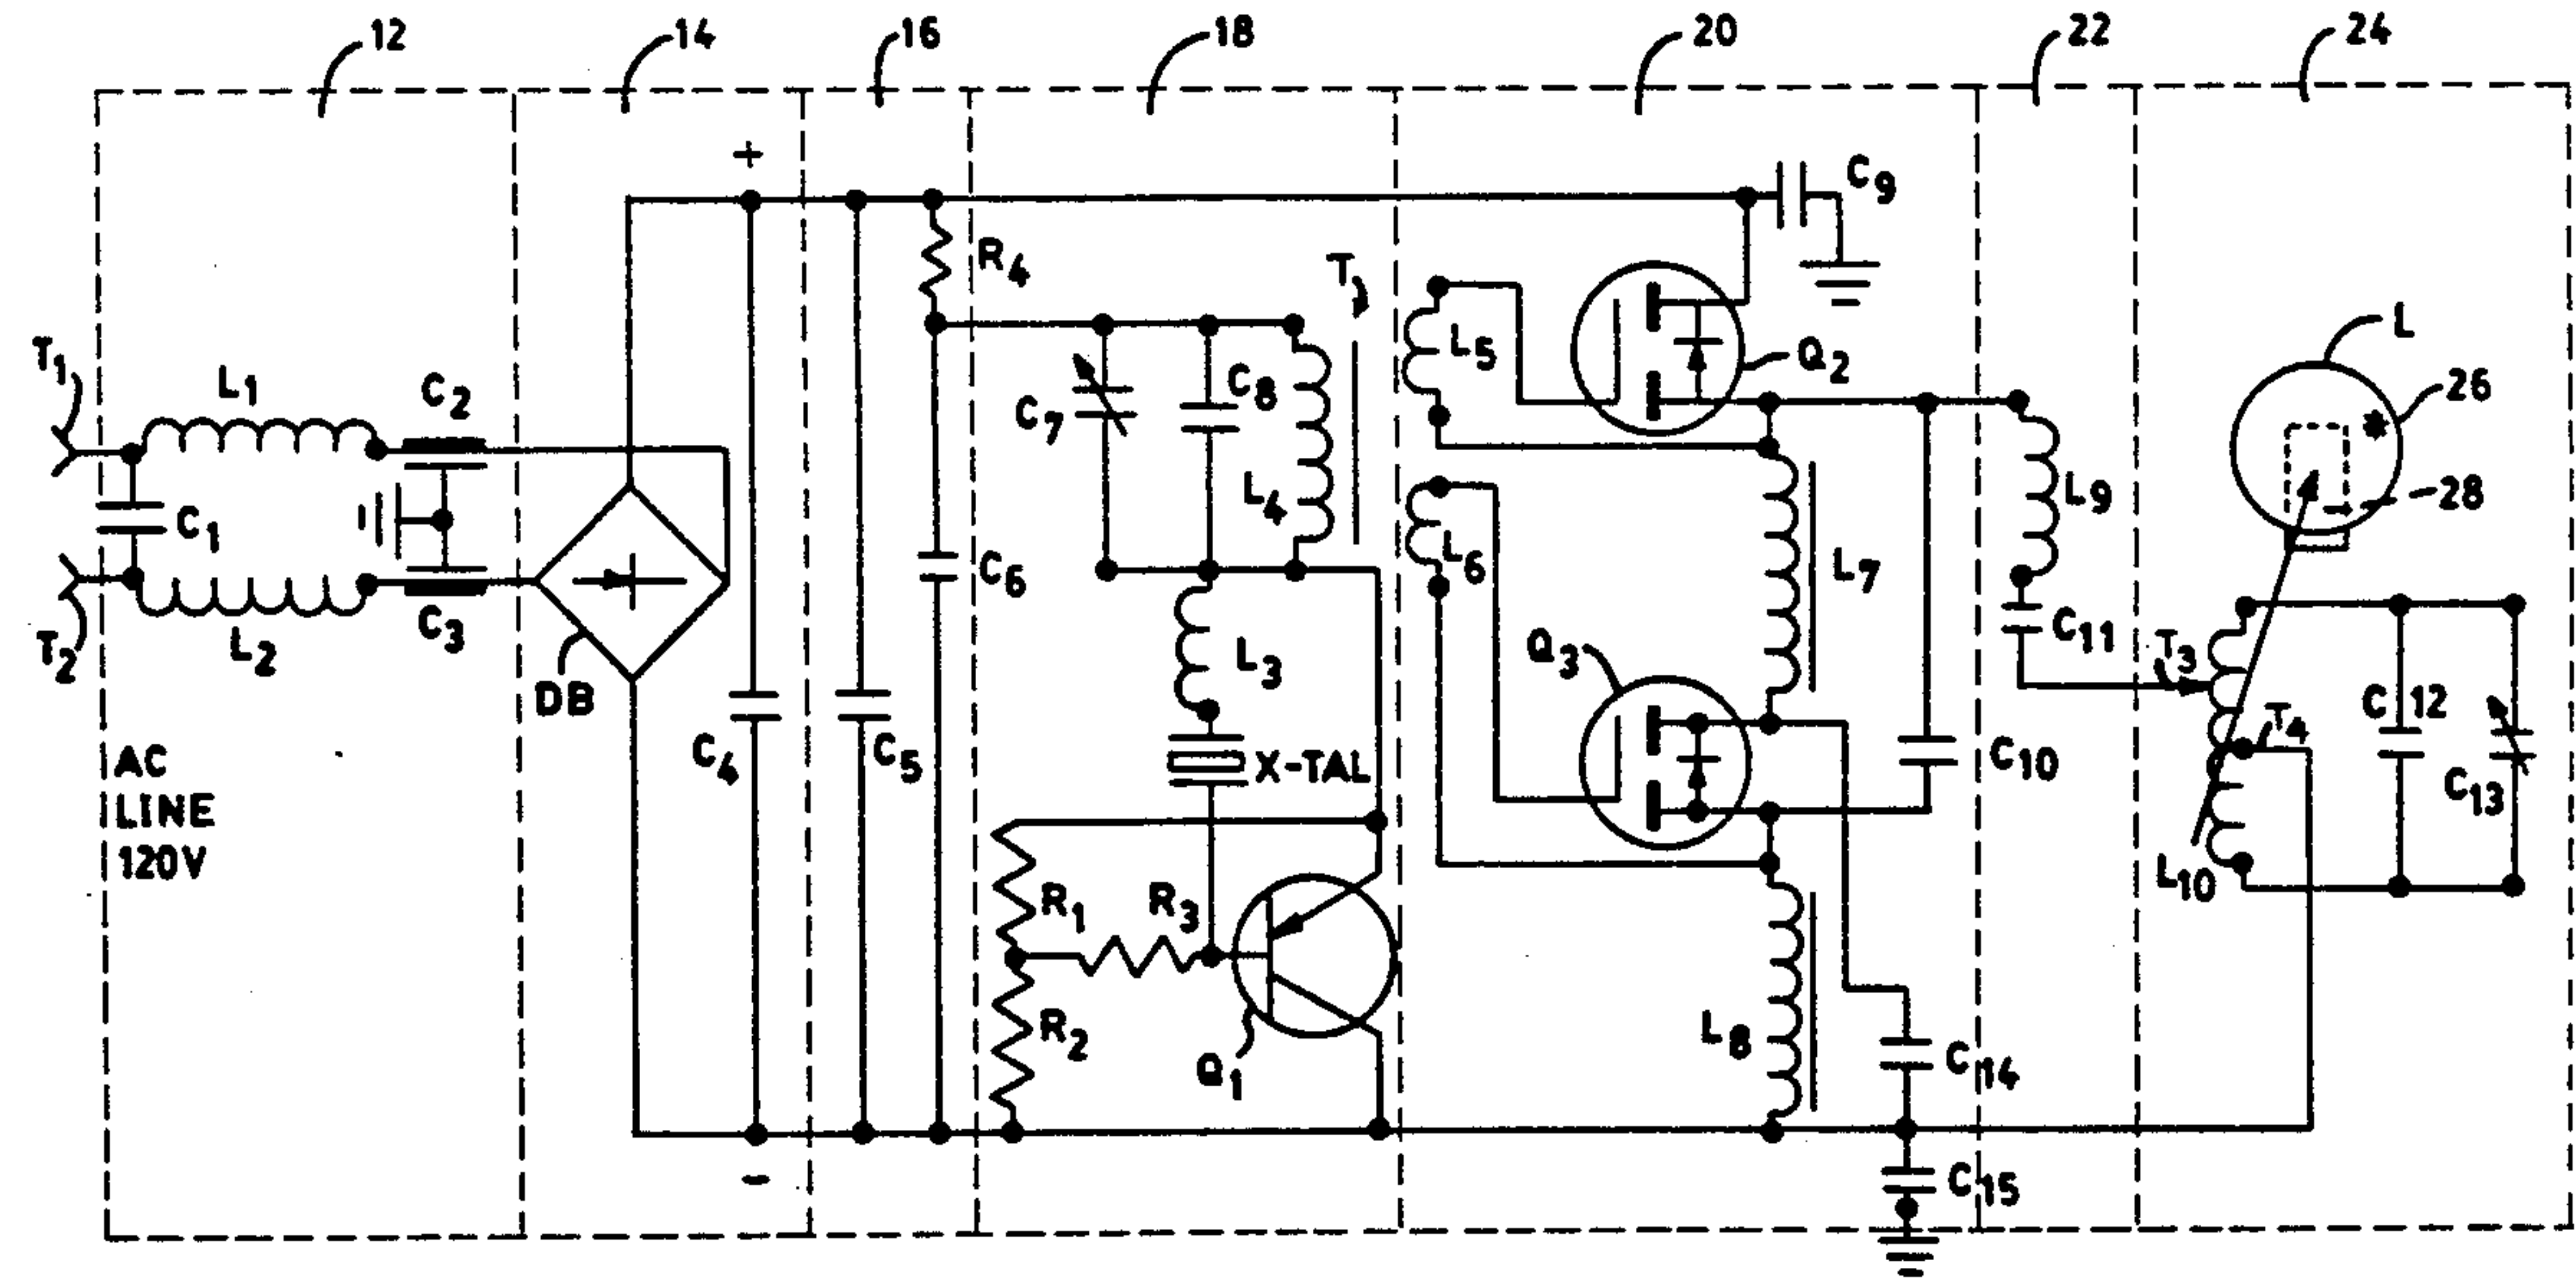 12
14
16
18
20
22
24
+
C9
R4
T
L5
Q2
L
26
*
T1
L1
C2
C7
C8
L4
L6
L7
L9
28
C1
C6
T2
L2
C3
DB
L3
Q3
C11
T3
T4
C12
C13
AC
LINE
120V
C4
C5
X-TAL
C10
L10
R1
R3
R2
Q1
L8
C14
C15
-